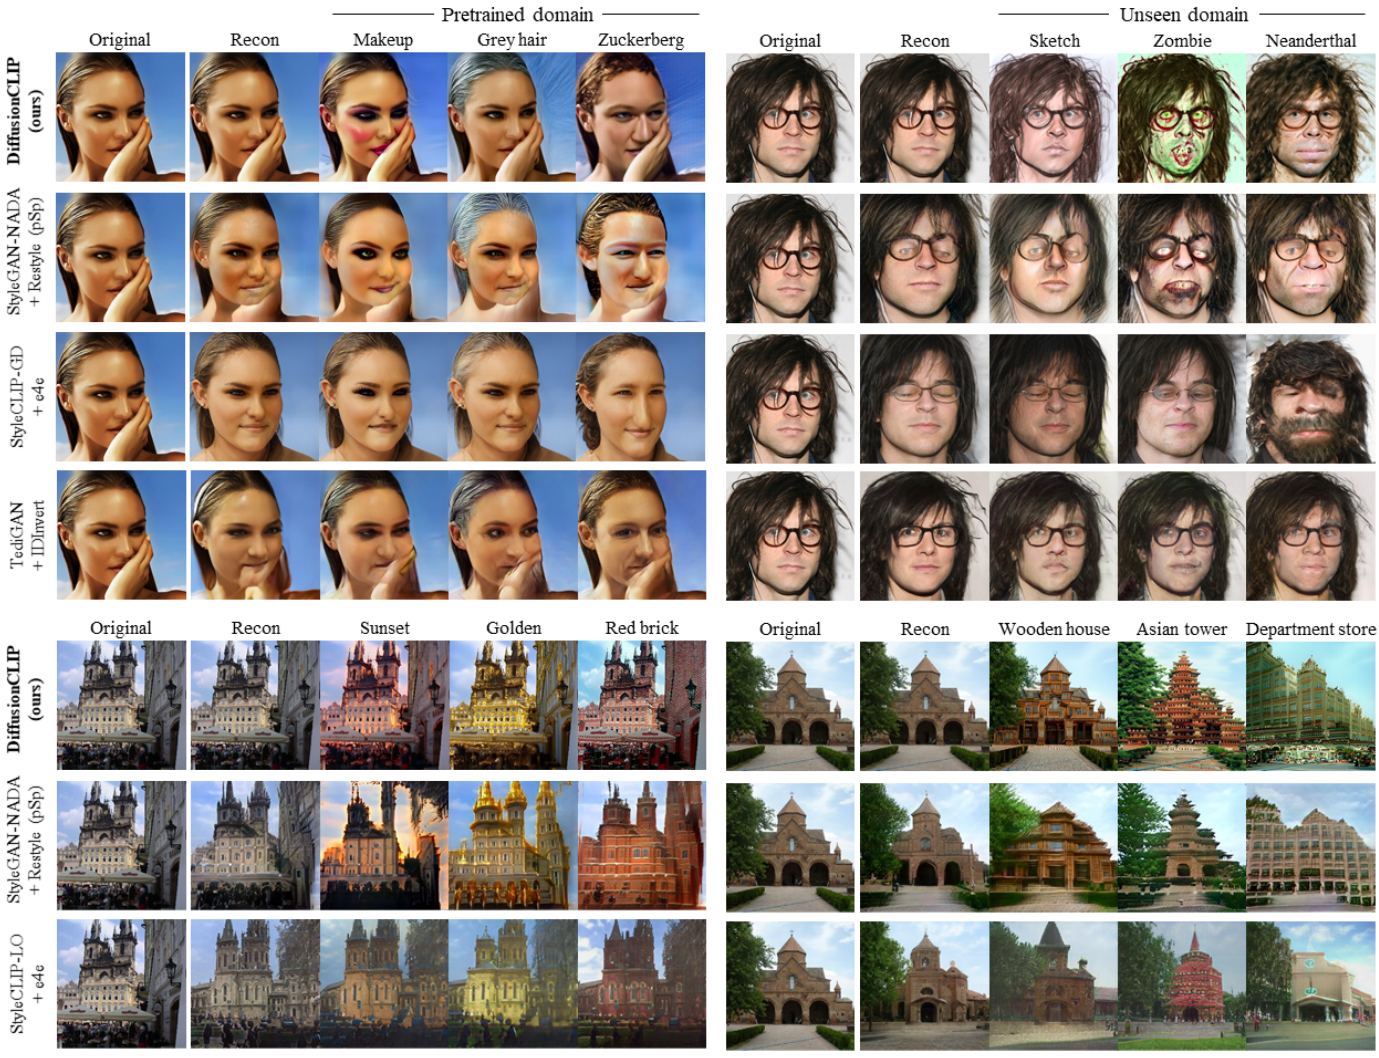 Pretrained domain
Unseen domain
Original Recon Makeup Grey hair Zuckerberg
Original Recon Sketch Zombie Neanderthal
DiffusionCLIP
(ours)
StyleGAN-NADA
+ Restyle (pSp)
StyleCLIP-GD
+ e4e
TediGAN
+ IDInvert
Original Recon Sunset Golden Red brick
Original Recon Wooden house Asian tower Department store
DiffusionCLIP
(ours)
StyleGAN-NADA
+ Restyle (pSp)
StyleCLIP-LO
+ e4e